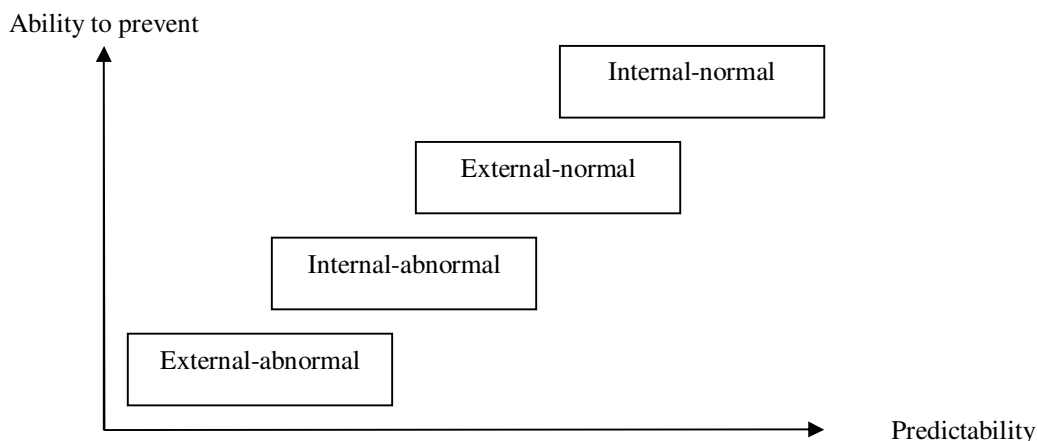 Ability to prevent
Internal-normal
External-normal
Internal-abnormal
External-abnormal
Predictability